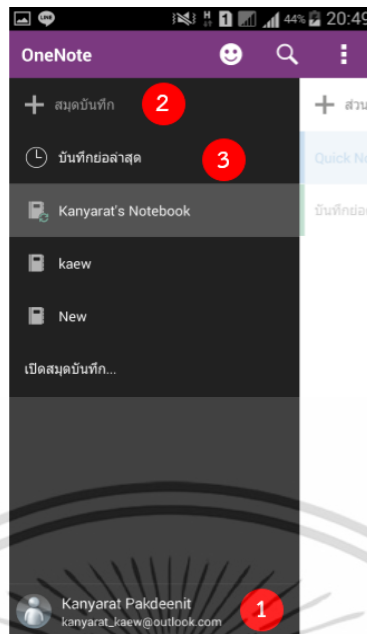 44% 20:49
OneNote
สมุดบันทึก 2
+ ส่วน
บันทึกย่อล่าสุด 3
Quick N
Kanyarat's Notebook
บันทึกย่อ
kaew
New
เปิดสมุดบันทึก...
Kanyarat Pakdeenit
kanyarat_kaew@outlook.com 1